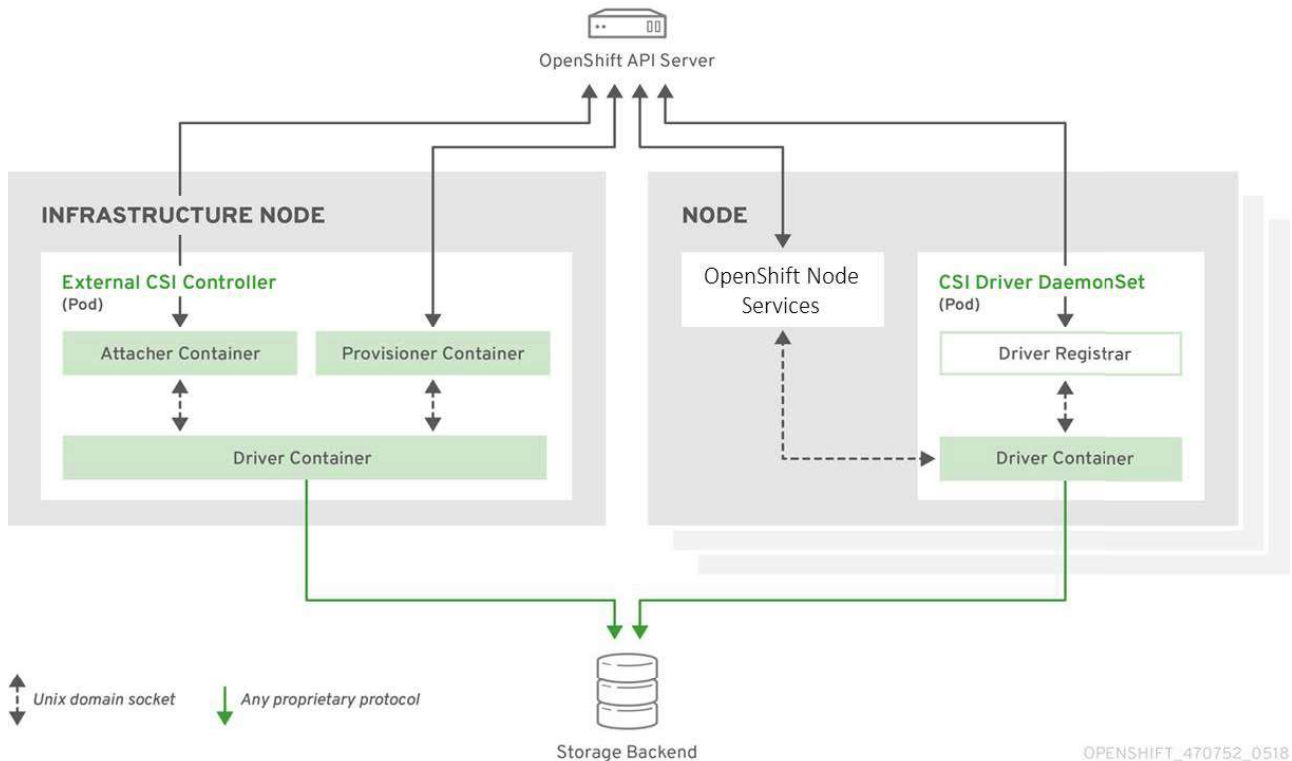 OpenShift API Server
INFRASTRUCTURE NODE
External CSI Controller
(Pod)
Attacher Container
Provisioner Container
Driver Container
NODE
OpenShift Node
Services
CSI Driver DaemonSet
(Pod)
Driver Registrar
Driver Container
Unix domain socket
Any proprietary protocol
Storage Backend
OPENSHIFT_470752_0518